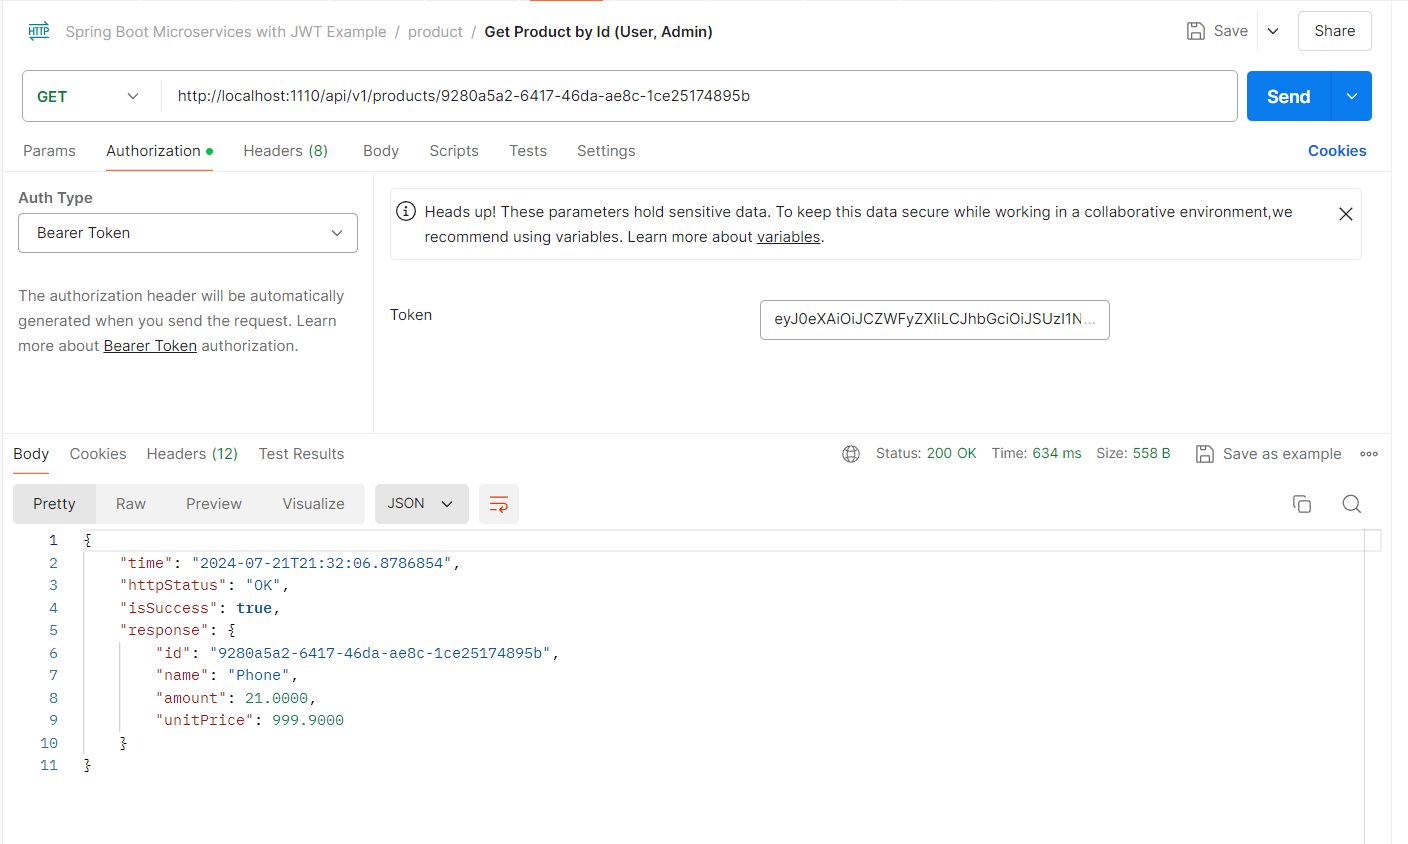 HTTP Spring Boot Microservices with JWT Example / product / Get Product by Id (User, Admin) Save Share
GET http://localhost:1110/api/v1/products/9280a5a2-6417-46da-ae8c-1ce25174895b Send
Params Authorization Headers (8) Body Scripts Tests Settings Cookies
Auth Type
Bearer Token
The authorization header will be automatically
generated when you send the request. Learn
more about Bearer Token authorization.
Heads up! These parameters hold sensitive data. To keep this data secure while working in a collaborative environment,we
recommend using variables. Learn more about variables.
Token eyJ0eXAiOiJCZWFyZXIiLCJhbGciOiJSUzI1N...
Body Cookies Headers (12) Test Results Status: 200 OK Time: 634 ms Size: 558 B Save as example
Pretty Raw Preview Visualize JSON
1 {
2 "time": "2024-07-21T21:32:06.8786854",
3 "httpStatus": "OK",
4 "isSuccess": true,
5 "response": {
6 "id": "9280a5a2-6417-46da-ae8c-1ce25174895b",
7 "name": "Phone",
8 "amount": 21.0000,
9 "unitPrice": 999.9000
10 }
11 }